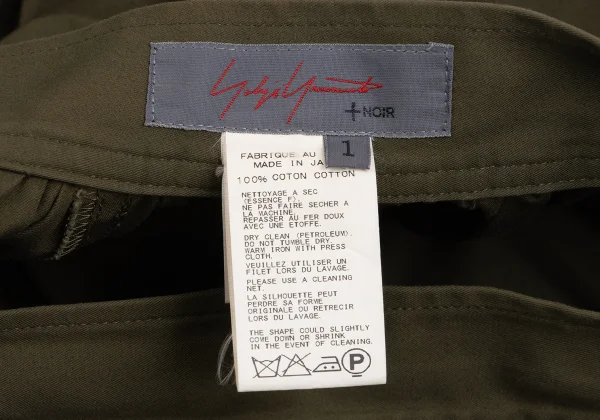 Yohji Yamamoto
+NOIR
1
FABRIQUE AU
MADE IN JA
100% COTON COTTON
NETTOYAGE A SEC
(ESSENCE F).
NE PAS FAIRE SECHER A
LA MACHINE.
REPASSER AU FER DOUX
AVEC UNE ETOFFE.
DRY CLEAN (PETROLEUM).
DO NOT TUMBLE DRY.
WARM IRON WITH PRESS
CLOTH.
VEUILLEZ UTILISER UN
FILET LORS DU LAVAGE.
PLEASE USE A CLEANING
NET.
LA SILHOUETTE PEUT
PERDRE SA FORME
ORIGINALE OU RETRECIR
LORS DU LAVAGE.
THE SHAPE COULD SLIGHTLY
COME DOWN OR SHRINK
IN THE EVENT OF CLEANING.
P